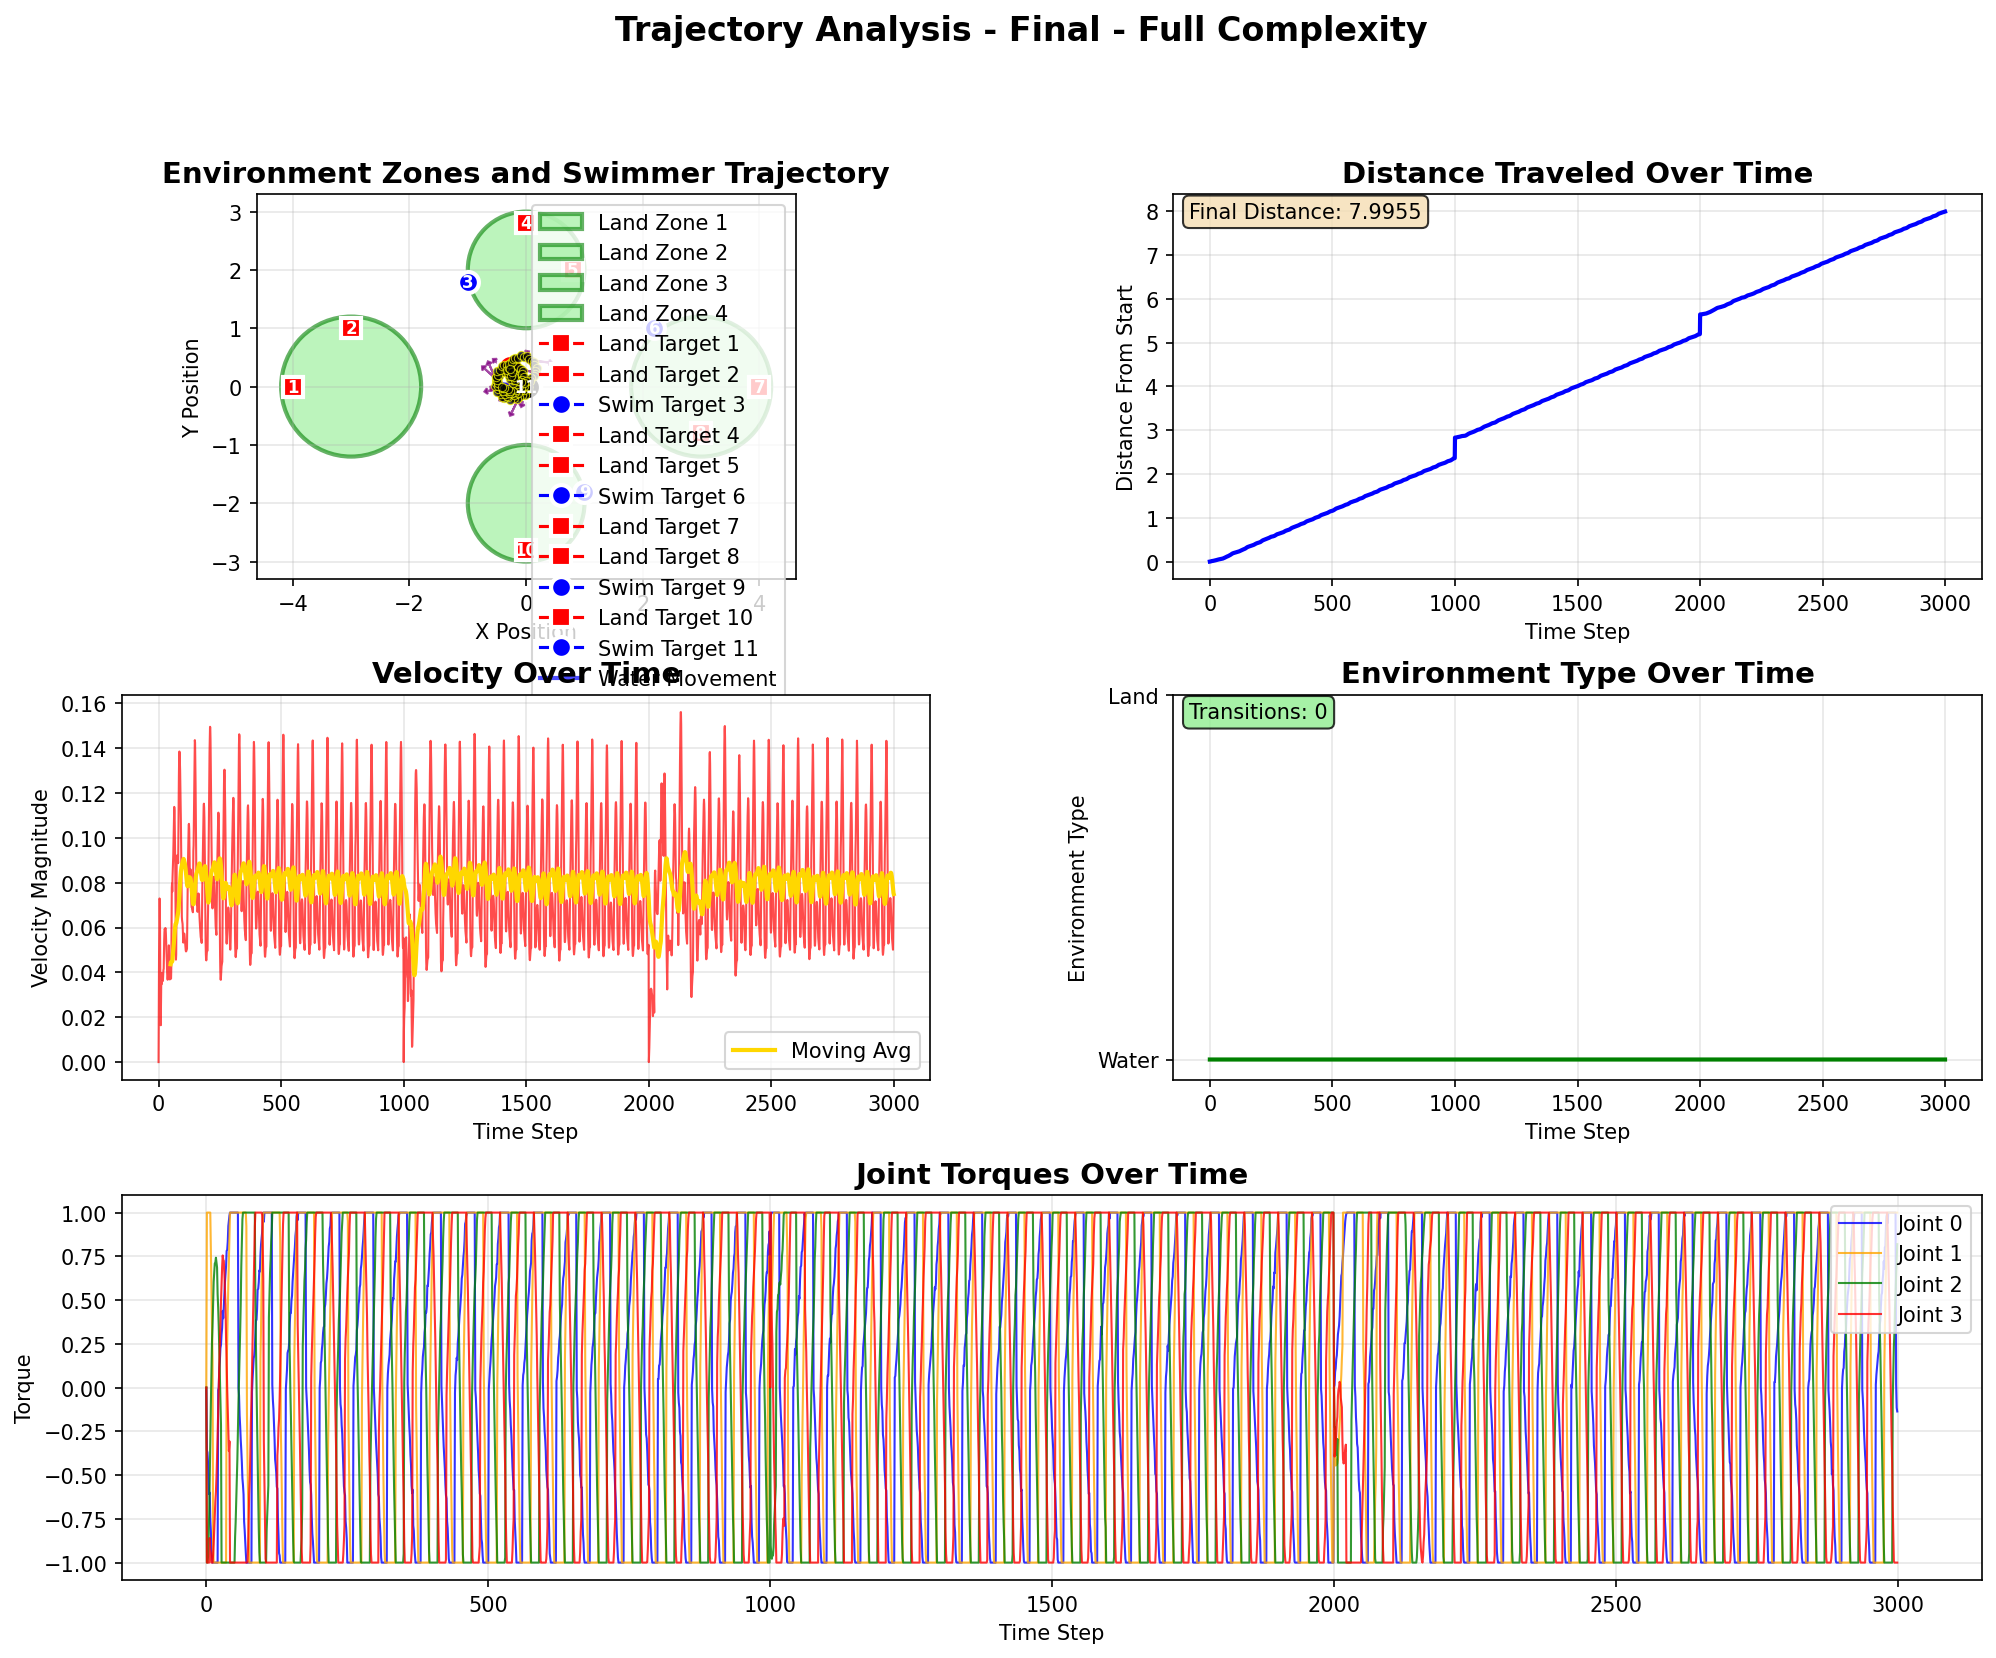 Trajectory Analysis - Final - Full Complexity
Environment Zones and Swimmer Trajectory
Y Position
3
2
1
0
−1
−2
−3
−4
−2
0
2
4
X Position
1
2
3
4
5
6
7
8
10
Land Zone 1
Land Zone 2
Land Zone 3
Land Zone 4
Land Target 1
Land Target 2
Swim Target 3
Land Target 4
Land Target 5
Swim Target 6
Land Target 7
Land Target 8
Swim Target 9
Land Target 10
Swim Target 11
Water Movement
Distance Traveled Over Time
Final Distance: 7.9955
Distance From Start
8
7
6
5
4
3
2
1
0
0
500
1000
1500
2000
2500
3000
Time Step
Velocity Over Time
Velocity Magnitude
0.16
0.14
0.12
0.10
0.08
0.06
0.04
0.02
0.00
Moving Avg
0
500
1000
1500
2000
2500
3000
Time Step
Environment Type Over Time
Transitions: 0
Environment Type
Land
Water
0
500
1000
1500
2000
2500
3000
Time Step
Joint Torques Over Time
Torque
1.00
0.75
0.50
0.25
0.00
−0.25
−0.50
−0.75
−1.00
Joint 0
Joint 1
Joint 2
Joint 3
0
500
1000
1500
2000
2500
3000
Time Step